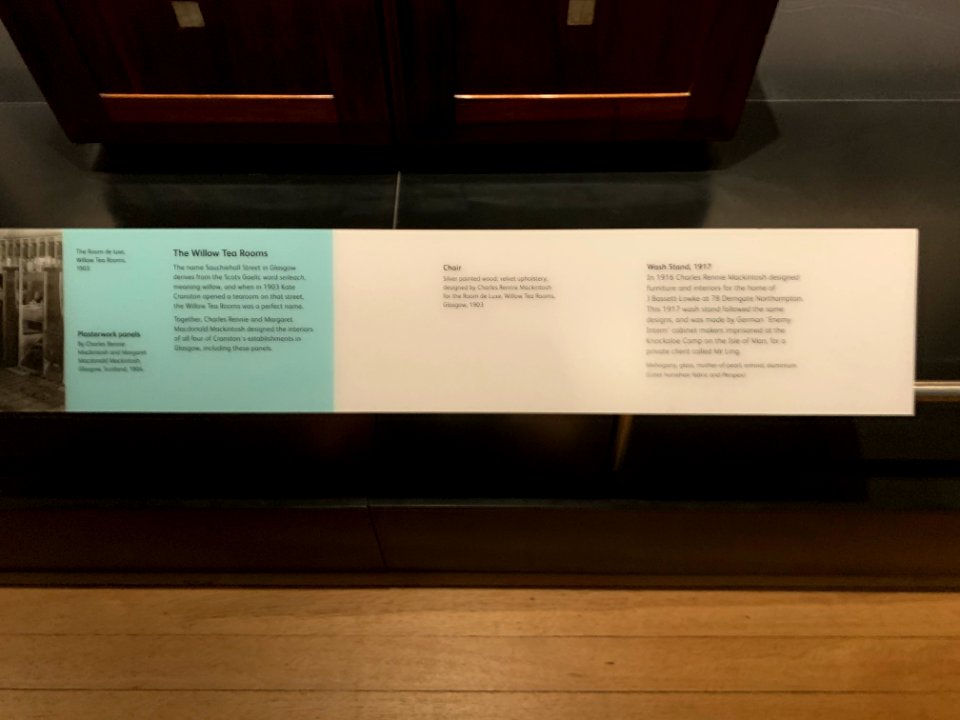 The Room de Luxe,
Willow Tea Rooms,
1903
Plasterwork panels
by Charles Rennie
Mackintosh and Margaret
Macdonald Mackintosh,
Glasgow, Scotland, 1904
The Willow Tea Rooms
The name Sauchiehall Street in Glasgow
derives from the Scots Gaelic word seileach,
meaning willow, and when in 1903 Kate
Cranston opened a tearoom on that street,
the Willow Tea Rooms was a perfect name.
Together, Charles Rennie and Margaret
Macdonald Mackintosh designed the interiors
of all four of Cranston's establishments in
Glasgow, including these panels.
Chair
Silver painted wood, velvet upholstery,
designed by Charles Rennie Mackintosh
for the Room de Luxe, Willow Tea Rooms,
Glasgow, 1903
Wash Stand, 1917
In 1916 Charles Rennie Mackintosh designed
furniture and interiors for the home of
J Bassett-Lowke at 78 Derngate Northampton.
This 1917 wash stand followed the same
designs, and was made by German 'Enemy
Intern' cabinet makers imprisoned at the
Knockaloe Camp on the Isle of Man, for a
private client called Mr Ling.
Mahogany, glass, mother-of-pearl, aluminium